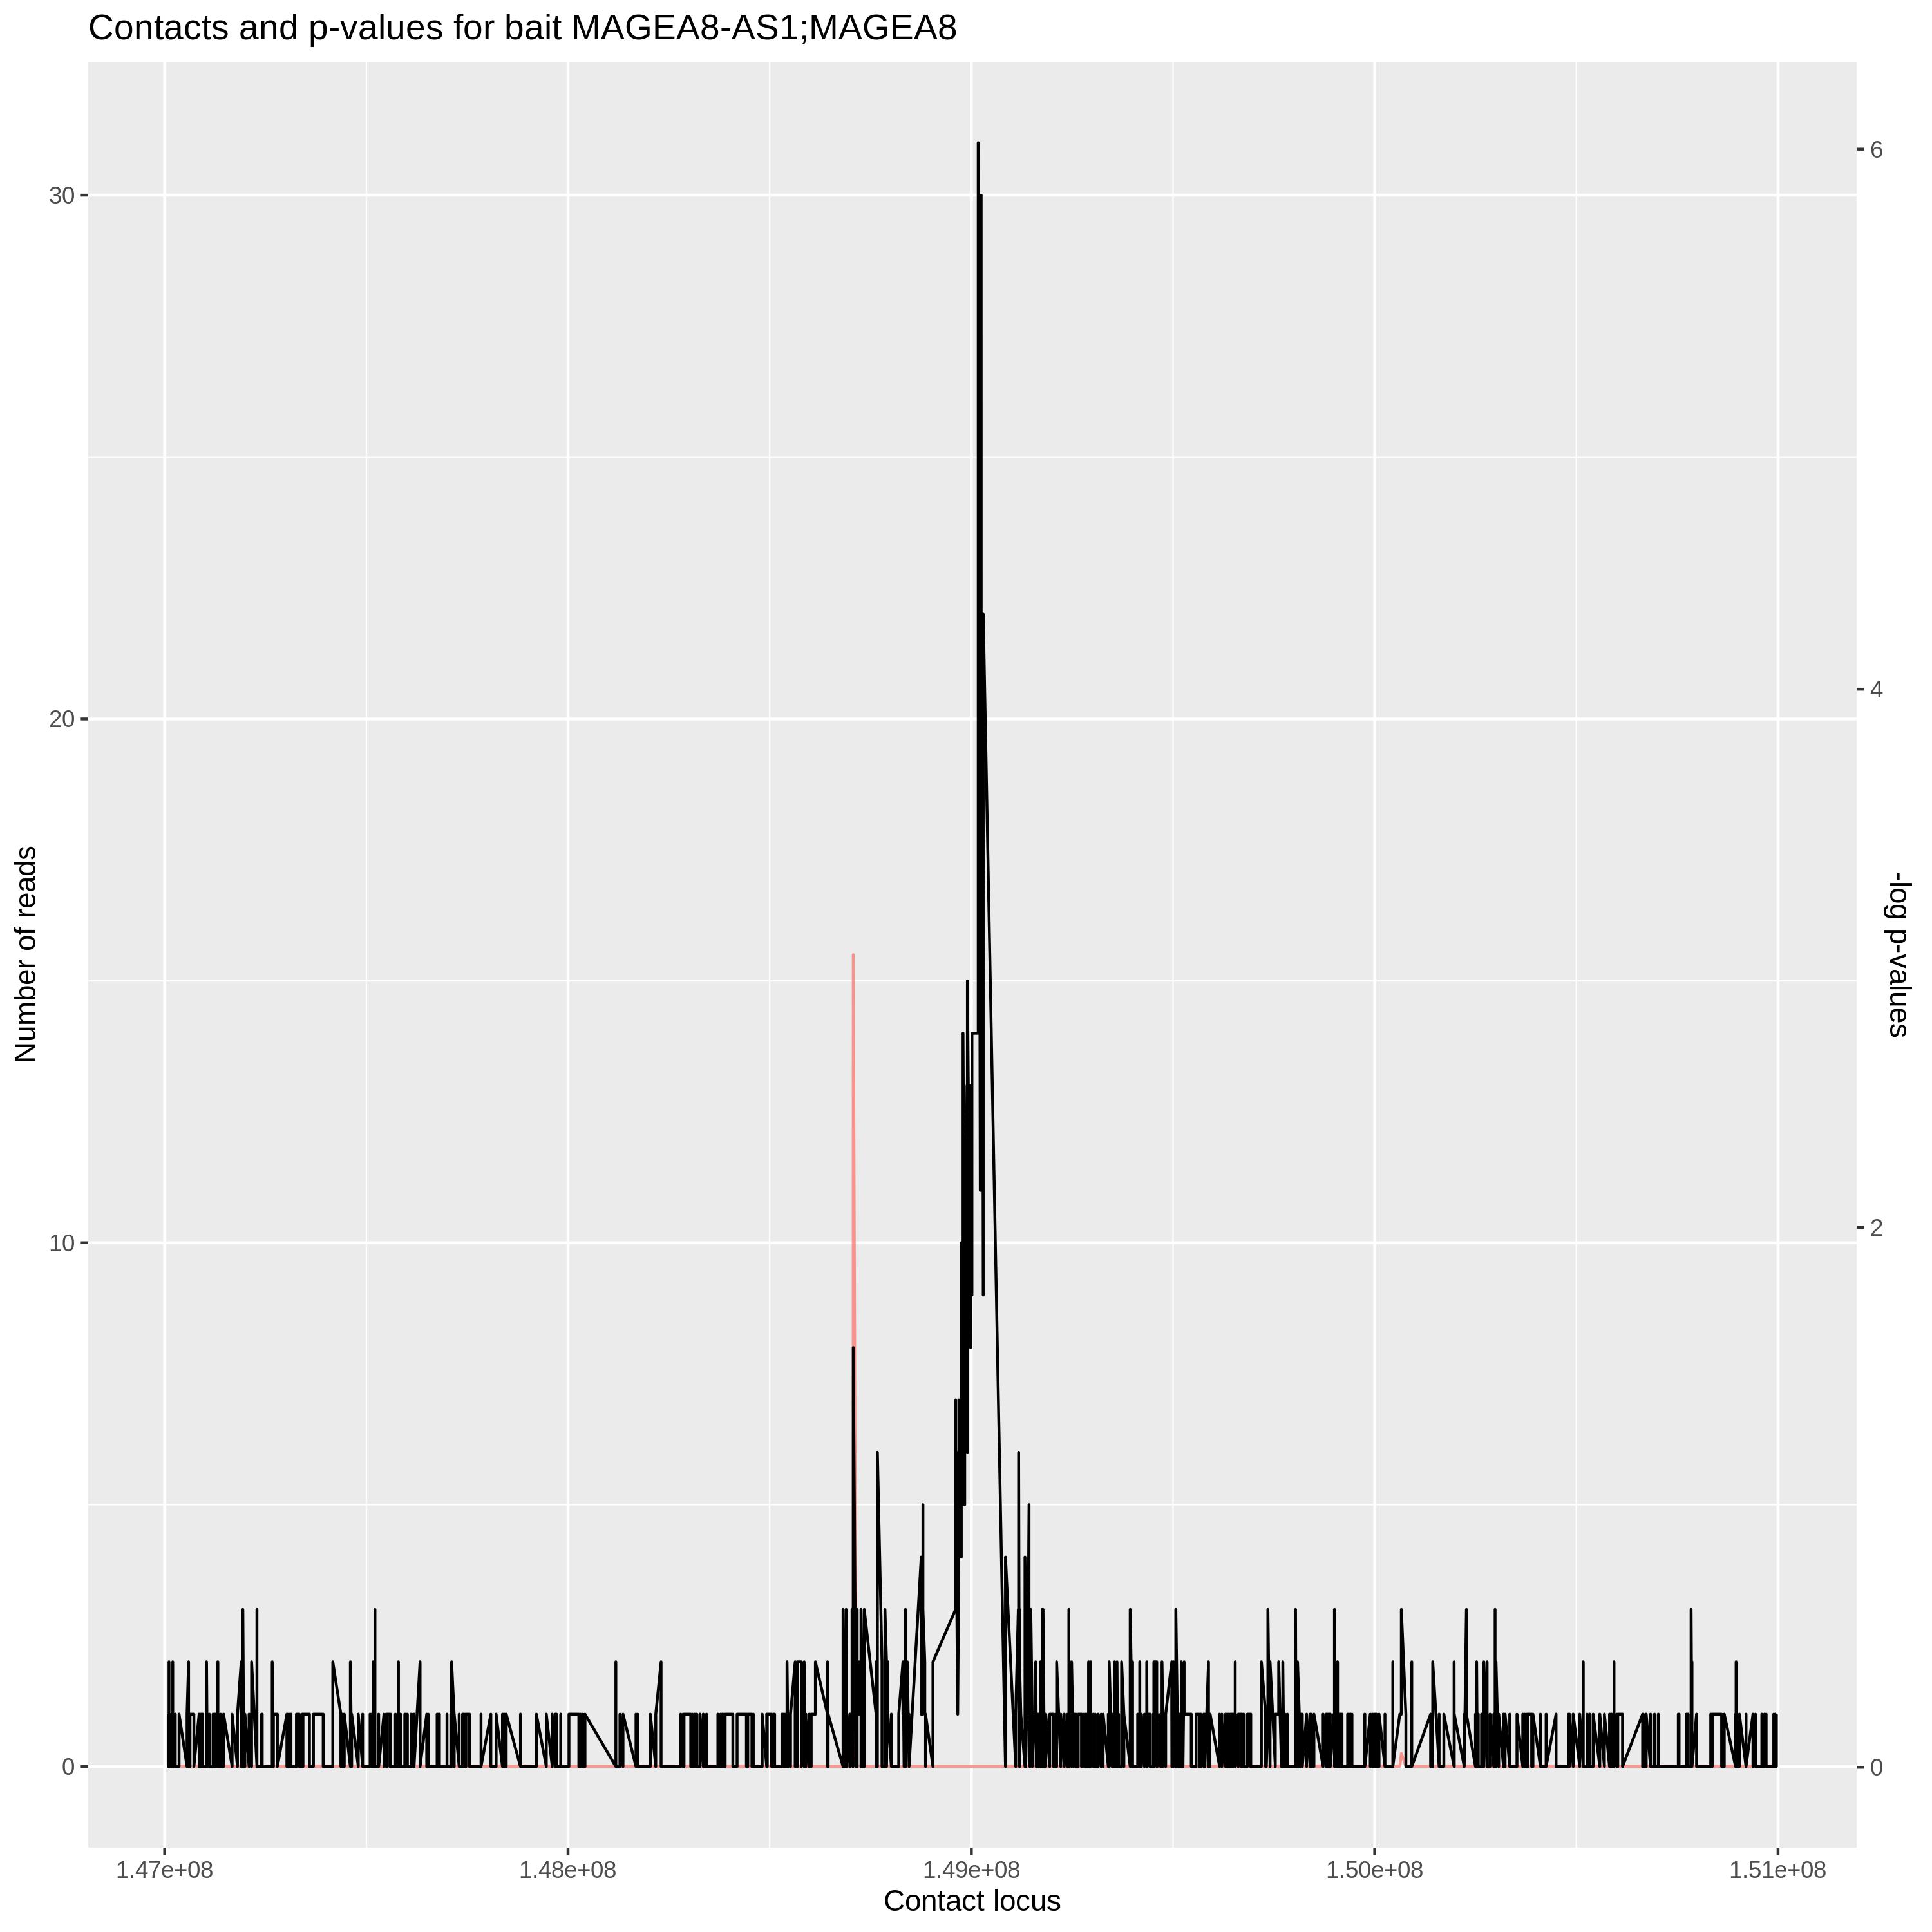 Contacts and p-values for bait MAGEA8-AS1;MAGEA8
Number of reads
30
20
10
0
6
4
2
0
-log p-values
1.47e+08
1.48e+08
1.49e+08
1.50e+08
1.51e+08
Contact locus